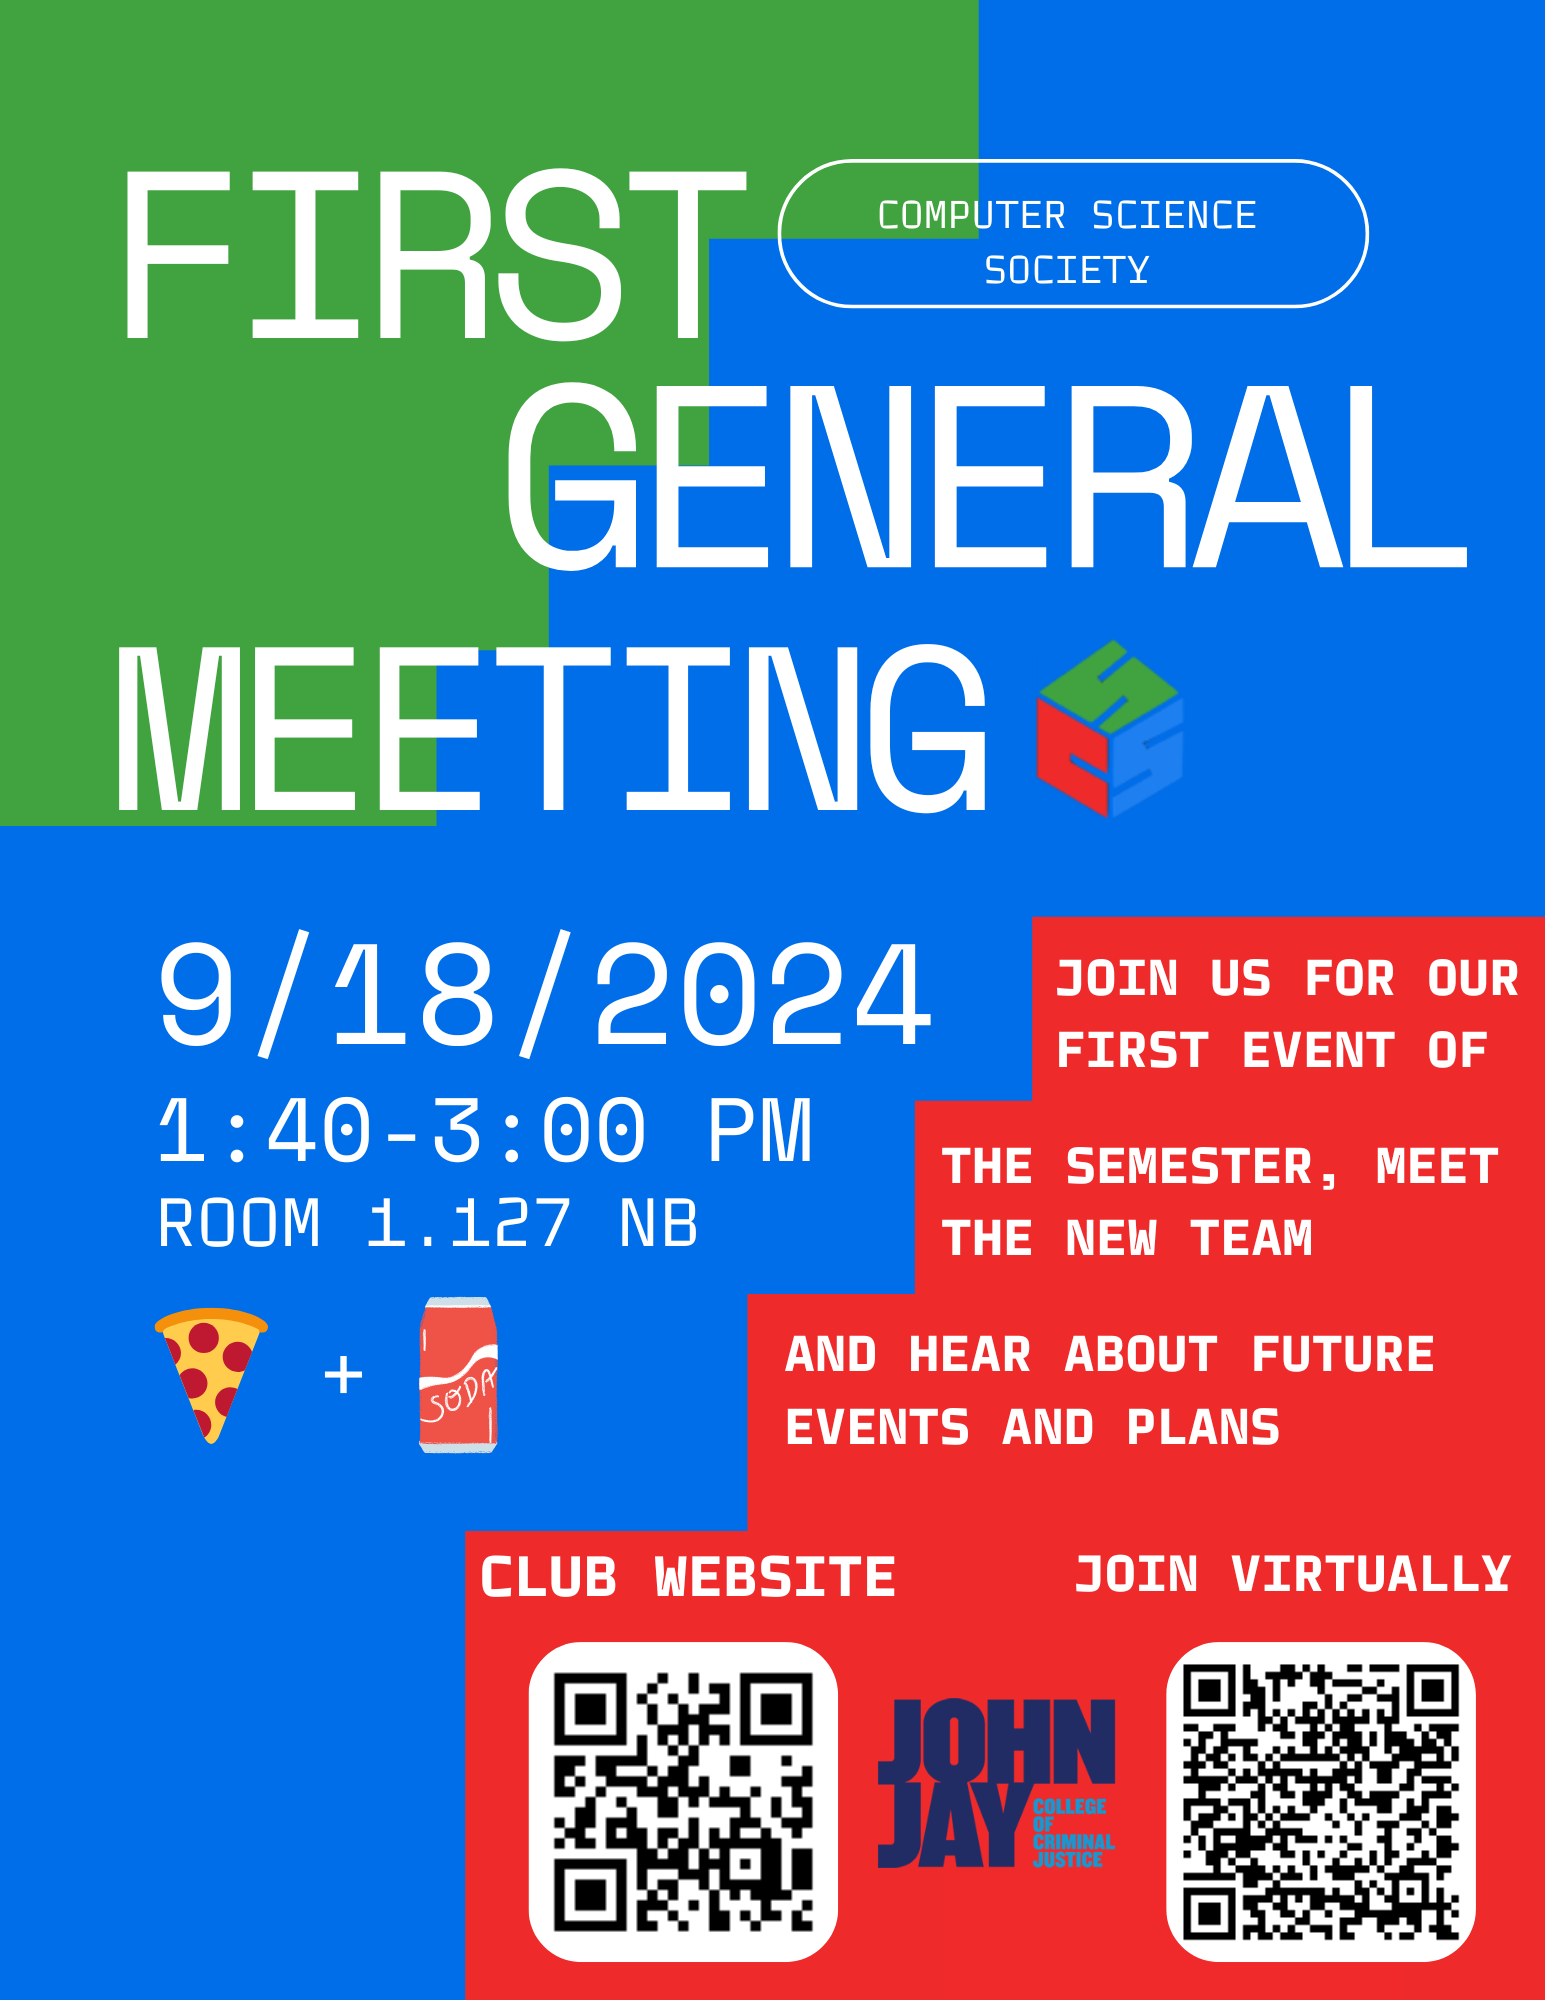 FIRST
COMPUTER SCIENCE
SOCIETY
GENERAL
MEETING
9/18/2024
1:40-3:00 PM
ROOM 1.127 NB
+
SODA
JOIN US FOR OUR
FIRST EVENT OF
THE SEMESTER, MEET
THE NEW TEAM
AND HEAR ABOUT FUTURE
EVENTS AND PLANS
CLUB WEBSITE
JOIN VIRTUALLY
JOHN
JAY
COLLEGE
OF
CRIMINAL
JUSTICE